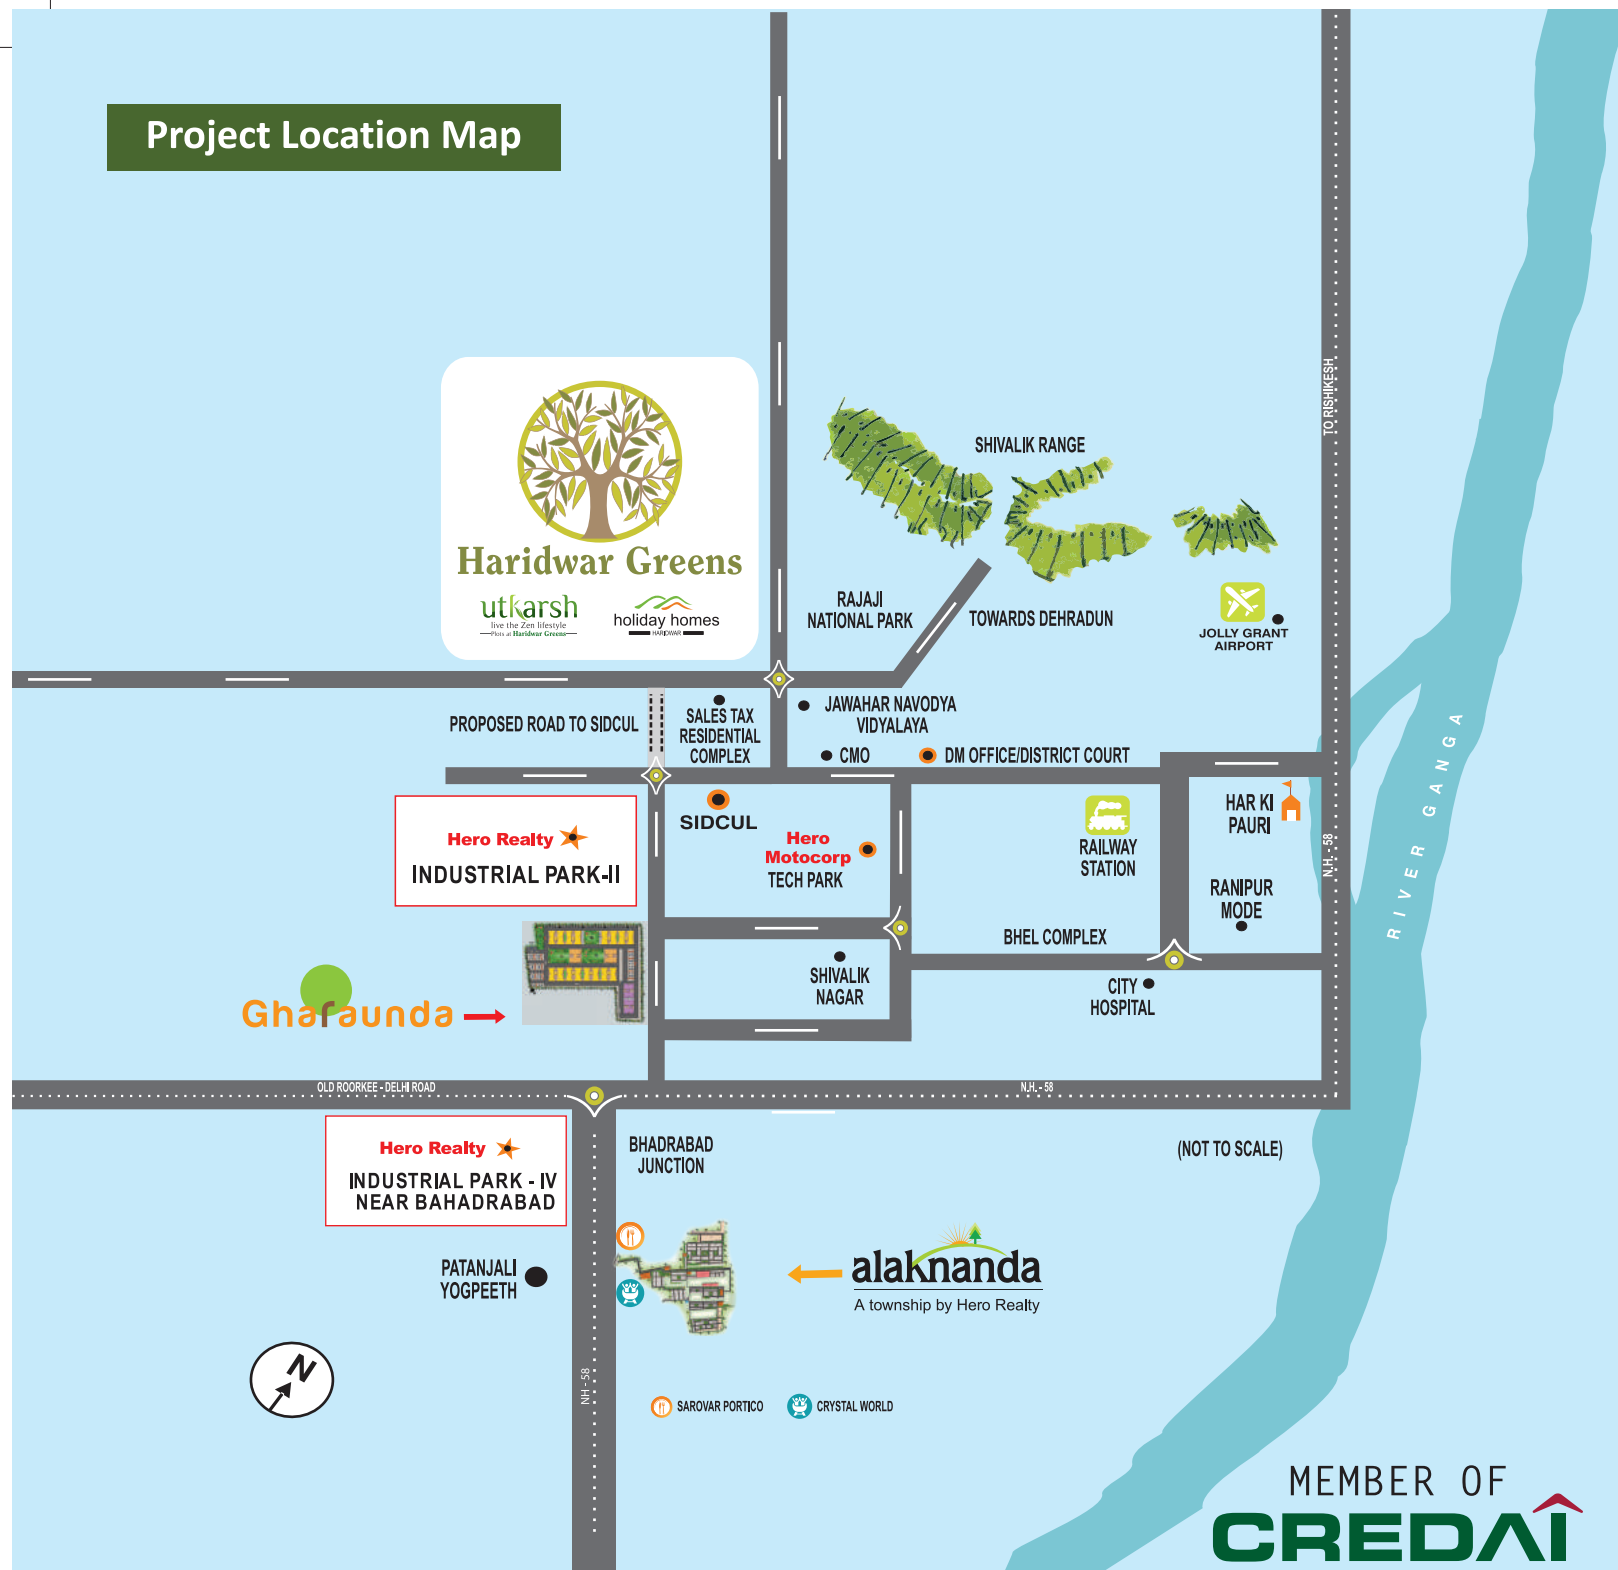 Project Location Map
TO RISHIKESH
SHIVALIK RANGE
Haridwar Greens
utkarsh
live the Zen lifestyle
Plots at Haridwar Greens
holiday homes
HARIDWAR
RAJAJI
NATIONAL PARK
TOWARDS DEHRADUN
JOLLY GRANT
AIRPORT
PROPOSED ROAD TO SIDCUL
SALES TAX
RESIDENTIAL
COMPLEX
JAWAHAR NAVODYA
VIDYALAYA
CMO
DM OFFICE/DISTRICT COURT
RIVER GANGA
HAR KI
PAURI
N.H. - 58
SIDCUL
Hero
Motocorp
TECH PARK
RAILWAY
STATION
RANIPUR
MODE
Hero Realty
INDUSTRIAL PARK-II
BHEL COMPLEX
SHIVALIK
NAGAR
CITY
HOSPITAL
Gharaunda
OLD ROORKEE - DELHI ROAD
N.H. - 58
Hero Realty
INDUSTRIAL PARK - IV
NEAR BAHADRABAD
BHADRABAD
JUNCTION
(NOT TO SCALE)
PATANJALI
YOGPEETH
alaknanda
A township by Hero Realty
N
NH - 58
SAROVAR PORTICO
CRYSTAL WORLD
MEMBER OF
CREDAI